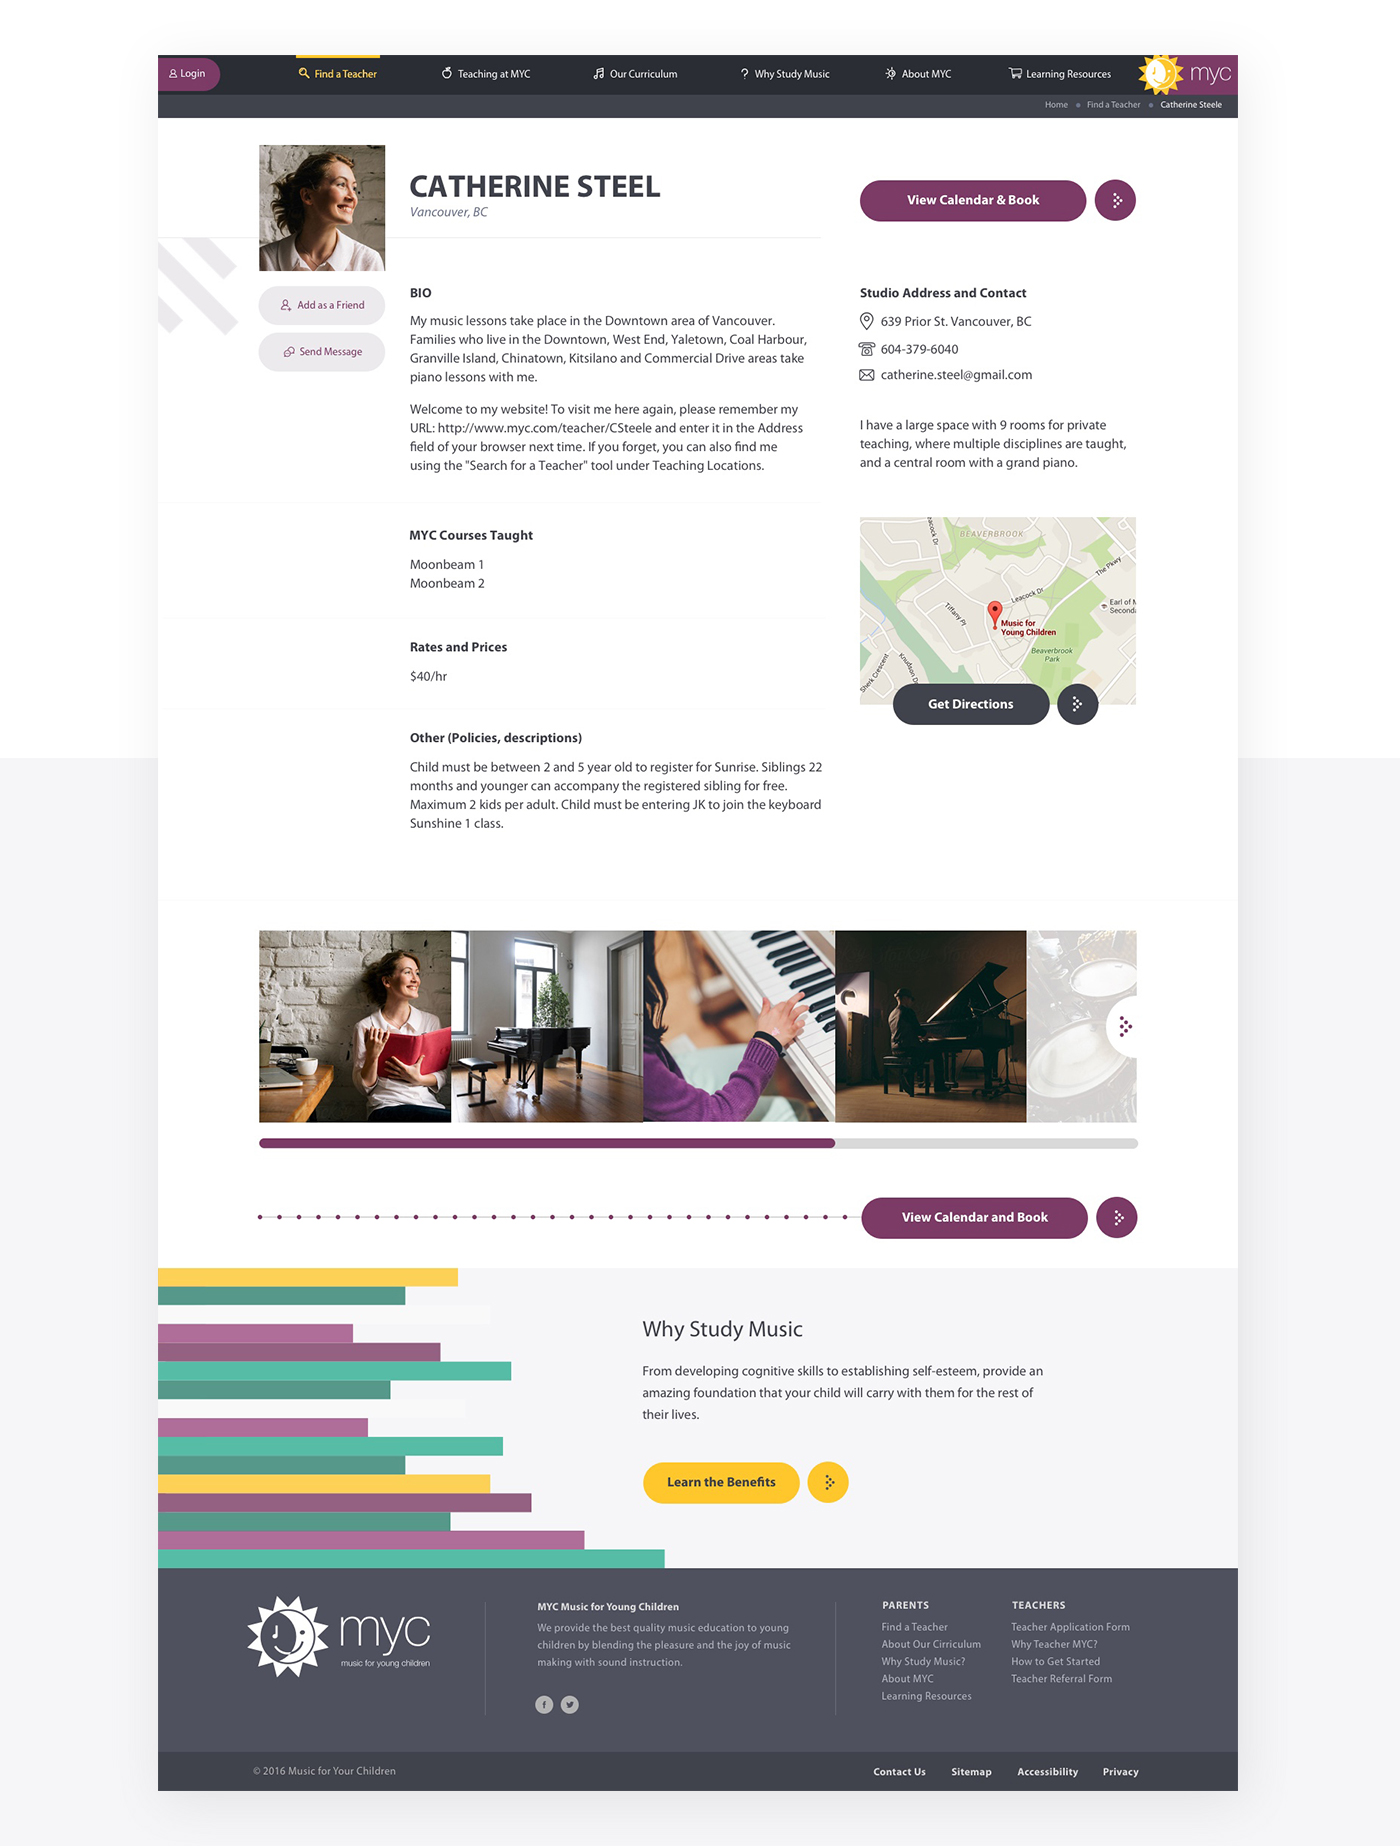 Login
Find a Teacher
Teaching at MYC
Our Curriculum
Why Study Music
About MYC
Learning Resources
myc
Home
Find a Teacher
Catherine Steele
CATHERINE STEEL
Vancouver, BC
View Calendar & Book
Add as a Friend
Send Message
BIO
My music lessons take place in the Downtown area of Vancouver.
Families who live in the Downtown, West End, Yaletown, Coal Harbour,
Granville Island, Chinatown, Kitsilano and Commercial Drive areas take
piano lessons with me.
Welcome to my website! To visit me here again, please remember my
URL: http://www.myc.com/teacher/CSteele and enter it in the Address
field of your browser next time. If you forget, you can also find me
using the "Search for a Teacher" tool under Teaching Locations.
Studio Address and Contact
639 Prior St. Vancouver, BC
604-379-6040
catherine.steel@gmail.com
I have a large space with 9 rooms for private
teaching, where multiple disciplines are taught,
and a central room with a grand piano.
MYC Courses Taught
Moonbeam 1
Moonbeam 2
Rates and Prices
$40/hr
Other (Policies, descriptions)
Child must be between 2 and 5 year old to register for Sunrise. Siblings 22
months and younger can accompany the registered sibling for free.
Maximum 2 kids per adult. Child must be entering JK to join the keyboard
Sunshine 1 class.
BEAVERBROOK
eacock Dr
The Pkwy
Leacock Dr
Tiffany Pl
Earl of M
Seconda
Music for
Young Children
Beaverbrook
Park
Sherk Crescent
Knudson D
Get Directions
View Calendar and Book
Why Study Music
From developing cognitive skills to establishing self-esteem, provide an
amazing foundation that your child will carry with them for the rest of
their lives.
Learn the Benefits
myc
music for young children
MYC Music for Young Children
We provide the best quality music education to young
children by blending the pleasure and the joy of music
making with sound instruction.
PARENTS
Find a Teacher
About Our Cirriculum
Why Study Music?
About MYC
Learning Resources
TEACHERS
Teacher Application Form
Why Teacher MYC?
How to Get Started
Teacher Referral Form
© 2016 Music for Your Children
Contact Us
Sitemap
Accessibility
Privacy